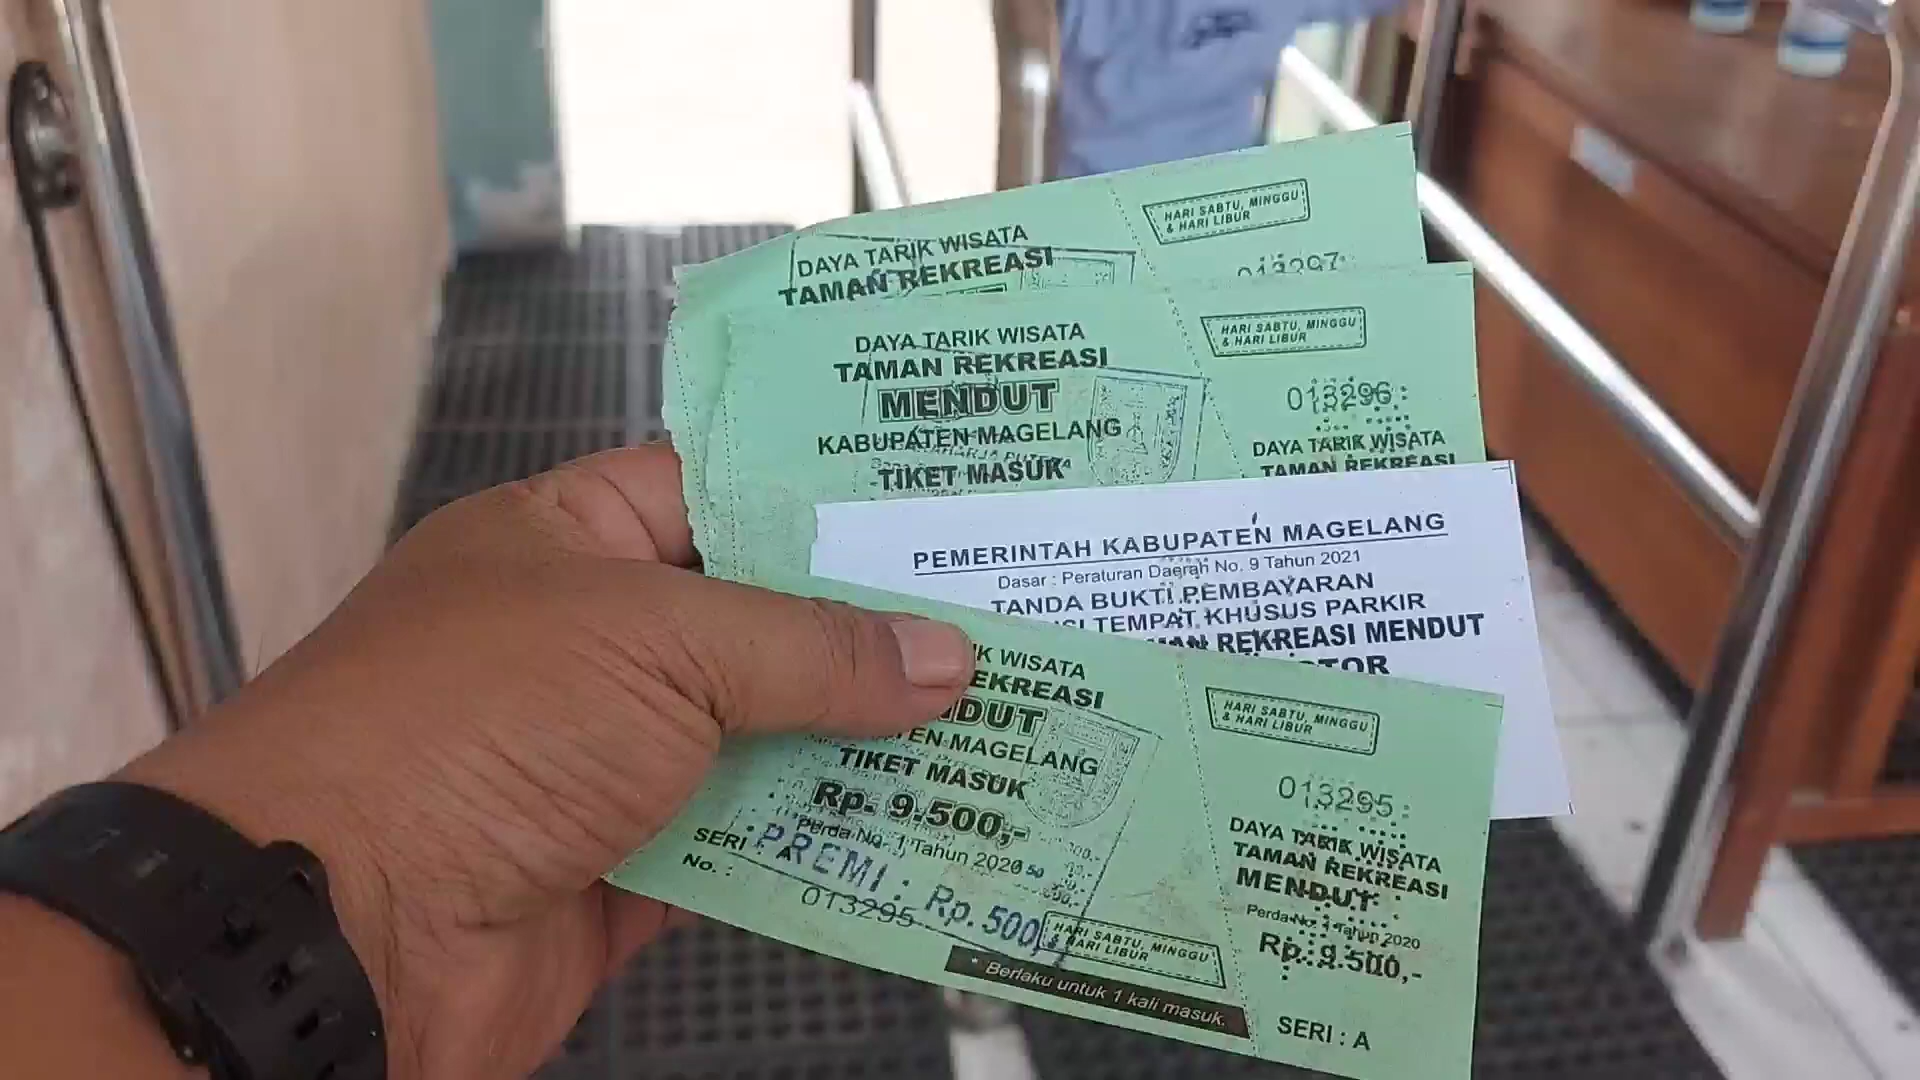 DAYA TARIK WISATA
TAMAN REKREASI
HARI SABTU, MINGGU
& HARI LIBUR
013297
DAYA TARIK WISATA
TAMAN REKREASI
MENDUT
KABUPATEN MAGELANG
TIKET MASUK
HARI SABTU, MINGGU
& HARI LIBUR
013296
DAYA TARIK WISATA
TAMAN REKREASI
PEMERINTAH KABUPATEN MAGELANG
Dasar : Peraturan Daerah No. 9 Tahun 2021
TANDA BUKTI PEMBAYARAN
TEMPAT KHUSUS PARKIR
REKREASI MENDUT
WISATA
MAGELANG
TIKET MASUK
Rp. 9.500,-
Perda No. 1 Tahun 2020
SERI : A
PREMI : Rp. 500,-
No. :
013295
HARI SABTU, MINGGU
& HARI LIBUR
* Berlaku untuk 1 kali masuk.
HARI SABTU, MINGGU
& HARI LIBUR
013295
DAYA TARIK WISATA
TAMAN REKREASI
MENDUT
Perda No. 1 Tahun 2020
Rp. 9.500,-
SERI : A